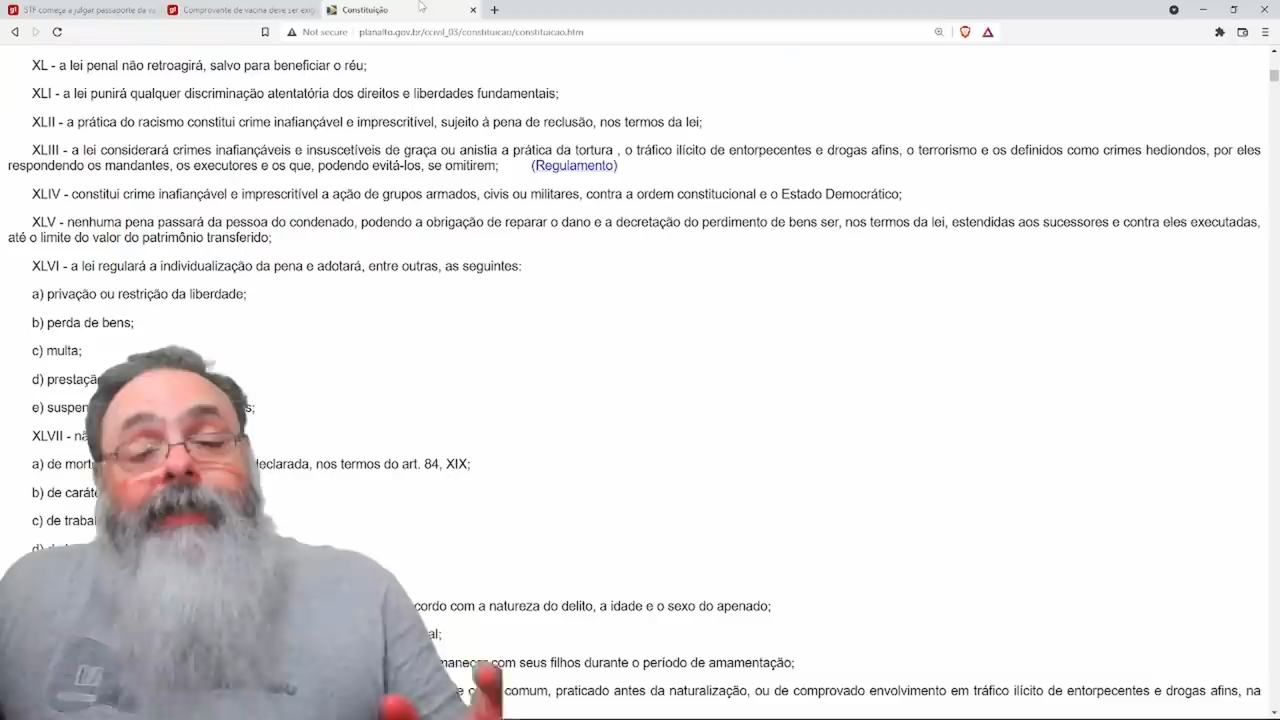 STF começa a julgar passaporte da va
Comprovante de vacina deve ser exig
Constituição
Not secure
planalto.gov.br/ccivil_03/constituicao/constituicao.htm
XL - a lei penal não retroagirá, salvo para beneficiar o réu;
XLI - a lei punirá qualquer discriminação atentatória dos direitos e liberdades fundamentais;
XLII - a prática do racismo constitui crime inafiançável e imprescritível, sujeito à pena de reclusão, nos termos da lei;
XLIII - a lei considerará crimes inafiançáveis e insuscetíveis de graça ou anistia a prática da tortura , o tráfico ilícito de entorpecentes e drogas afins, o terrorismo e os definidos como crimes hediondos, por eles
respondendo os mandantes, os executores e os que, podendo evitá-los, se omitirem; (Regulamento)
XLIV - constitui crime inafiançável e imprescritível a ação de grupos armados, civis ou militares, contra a ordem constitucional e o Estado Democrático;
XLV - nenhuma pena passará da pessoa do condenado, podendo a obrigação de reparar o dano e a decretação do perdimento de bens ser, nos termos da lei, estendidas aos sucessores e contra eles executadas,
até o limite do valor do patrimônio transferido;
XLVI - a lei regulará a individualização da pena e adotará, entre outras, as seguintes:
a) privação ou restrição da liberdade;
b) perda de bens;
c) multa;
d) prestaçã
e) suspen s;
XLVII - nã
a) de mort declarada, nos termos do art. 84, XIX;
b) de caráte
c) de traba
cordo com a natureza do delito, a idade e o sexo do apenado;
al;
manecer com seus filhos durante o período de amamentação;
comum, praticado antes da naturalização, ou de comprovado envolvimento em tráfico ilícito de entorpecentes e drogas afins, na